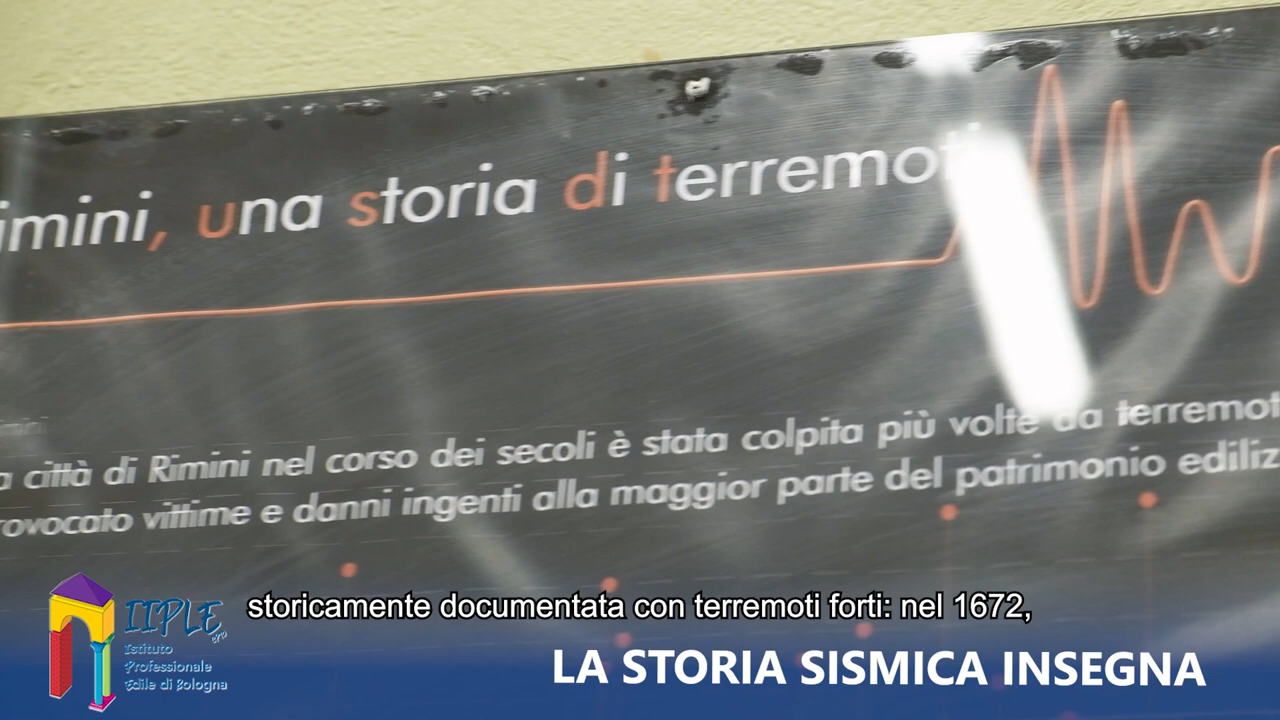 imini, una storia di terremoti
a città di Rimini nel corso dei secoli è stata colpita più volte da terremot
rovocato vittime e danni ingenti alla maggior parte del patrimonio ediliz
storicamente documentata con terremoti forti: nel 1672,
LA STORIA SISMICA INSEGNA
IIPLE
Istituto
Professionale
Edile di Bologna